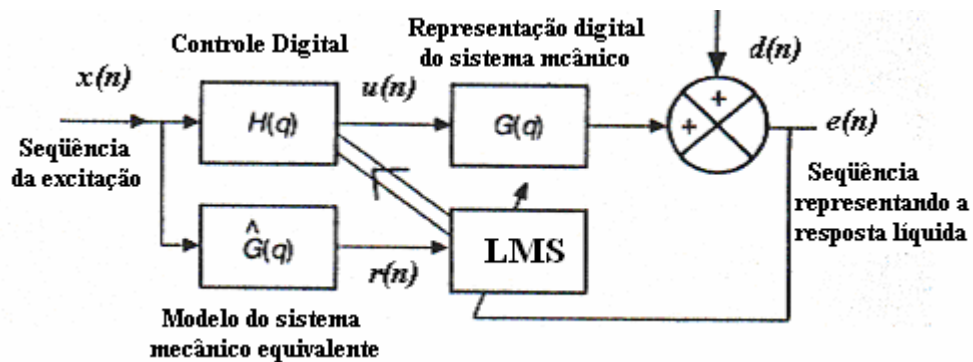 Controle Digital
Representação digital
do sistema mcânico
d(n)
x(n)
u(n)
H(q)
G(q)
+
+
e(n)
Seqüência
da excitação
Ĝ(q)
r(n)
LMS
Seqüência
representando a
resposta líquida
Modelo do sistema
mecânico equivalente